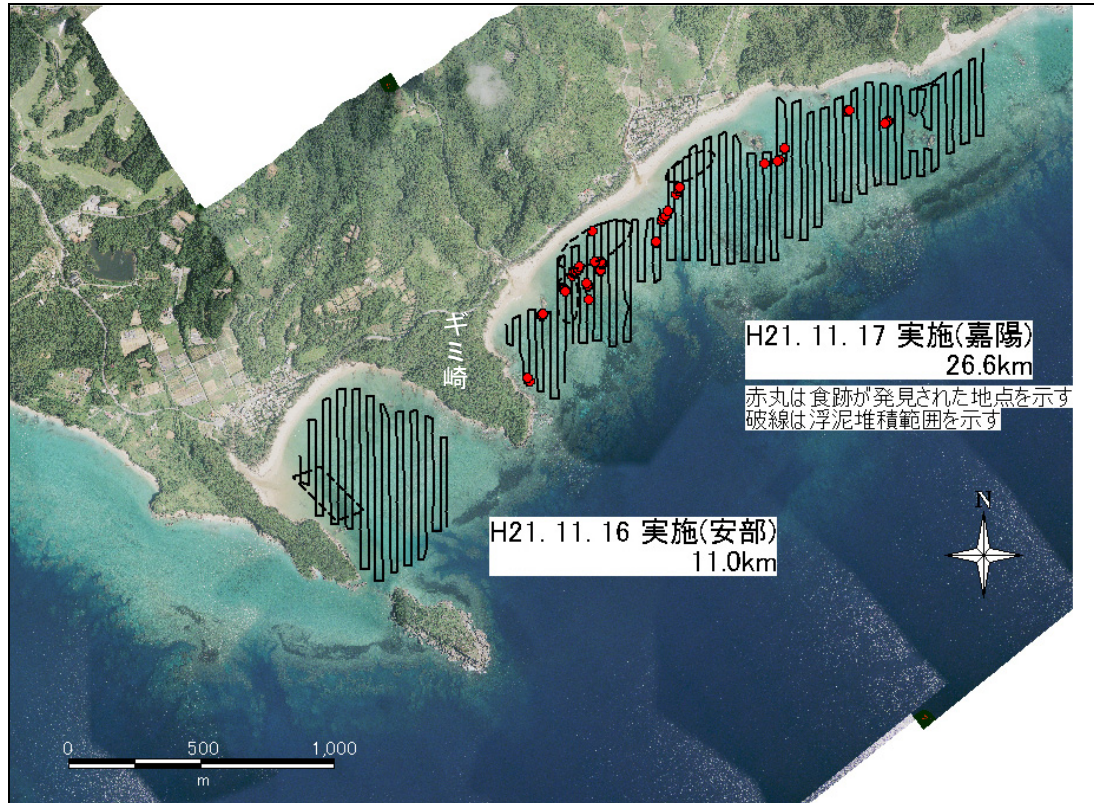 ギミ崎
H21.11.17 実施(嘉陽)
26.6km
赤丸は食跡が発見された地点を示す
破線は浮泥堆積範囲を示す
H21.11.16 実施(安部)
11.0km
N
0 500 1,000
m